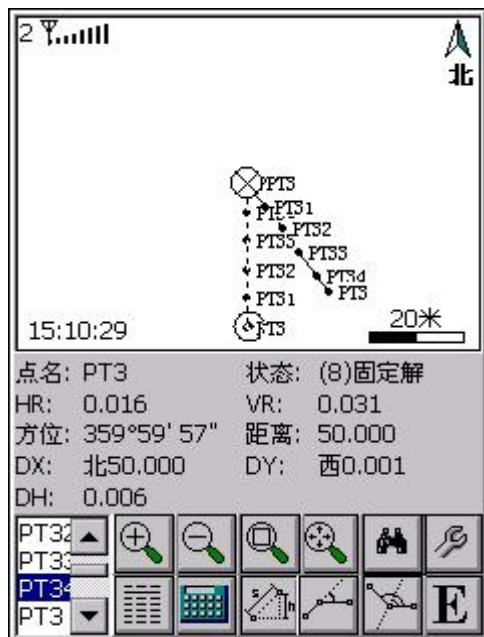 2
北
PPT3
PT31
PT32
PT35
PT33
PT32
PT34
PT3
PT31
PT3
15:10:29
20米
点名: PT3 状态: (8)固定解
HR: 0.016 VR: 0.031
方位: 359°59'57" 距离: 50.000
DX: 北50.000 DY: 西0.001
DH: 0.006
PT32
PT33
PT34
PT3
E